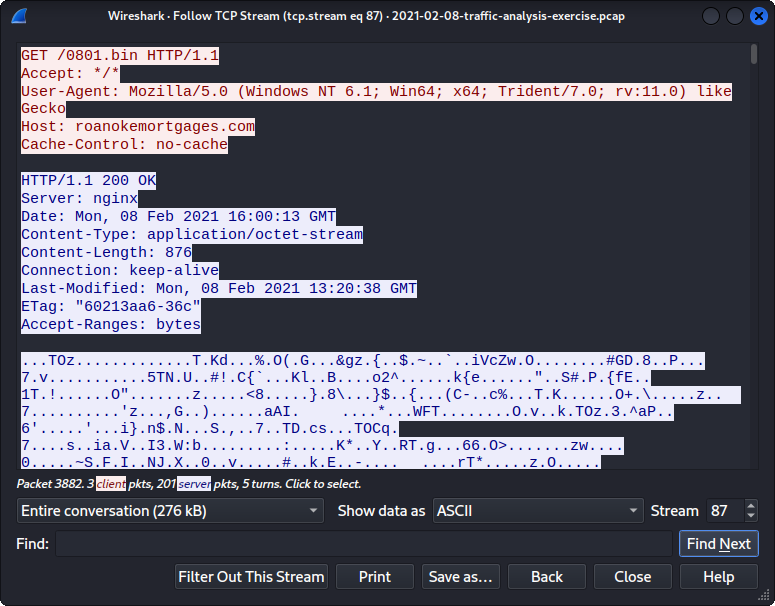 Wireshark · Follow TCP Stream (tcp.stream eq 87) · 2021-02-08-traffic-analysis-exercise.pcap
GET /0801.bin HTTP/1.1
Accept: */*
User-Agent: Mozilla/5.0 (Windows NT 6.1; Win64; x64; Trident/7.0; rv:11.0) like
Gecko
Host: roanokemortgages.com
Cache-Control: no-cache
HTTP/1.1 200 OK
Server: nginx
Date: Mon, 08 Feb 2021 16:00:13 GMT
Content-Type: application/octet-stream
Content-Length: 876
Connection: keep-alive
Last-Modified: Mon, 08 Feb 2021 13:20:38 GMT
ETag: "60213aa6-36c"
Accept-Ranges: bytes
...TOz.............T.Kd...%.O(.G...&gz.{..$.~..`..iVcZw.O........#GD.8..P...
7.v...........5TN.U..#!.C{`...Kl..B....o2^......k{e......"..S#.P.{fE..
1T.!......O".......z.....<8.....}.8\...}$..{...(C-..c%...T.K......O+.\.....z..
7..........'z...,G..)......aAI.     ....*...WFT........O.v..k.TOz.3.^aP..
6'.....'...i}.n$.N...S.,..7..TD.cs...TOCq.
7....s..ia.V..I3.W:b.........:.....K*..Y..RT.g...66.O>.......zw....
0.....~S.F.I..NJ.X..0..v.....#..k.E..-....   ....rT*.....z.O.....
Packet 3882. 3 client pkts, 201 server pkts, 5 turns. Click to select.
Entire conversation (276 kB) Show data as ASCII Stream 87
Find: Find Next
Filter Out This Stream Print Save as… Back Close Help